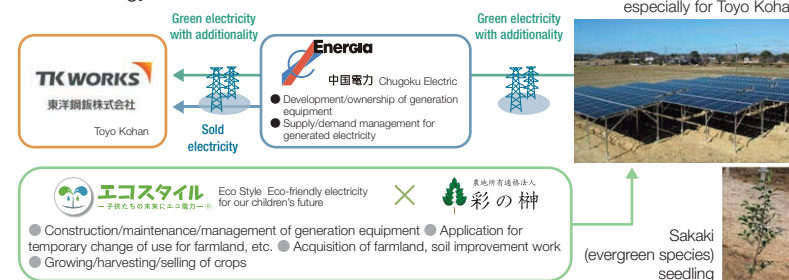 especially for Toyo Koha
Green electricity
with additionality
Green electricity
with additionality
TK WORKS
東洋鋼鈑株式会社
Toyo Kohan
Energia
中国電力 Chugoku Electric
● Development/ownership of generation
equipment
● Supply/demand management for
generated electricity
Sold
electricity
エコスタイル
ー子供たちの未来にエコ電力ー®
Eco Style Eco-friendly electricity
for our children's future
×
農地所有適格法人
彩の榊
● Construction/maintenance/management of generation equipment ● Application for
temporary change of use for farmland, etc. ● Acquisition of farmland, soil improvement work
● Growing/harvesting/selling of crops
Sakaki
(evergreen species)
seedling